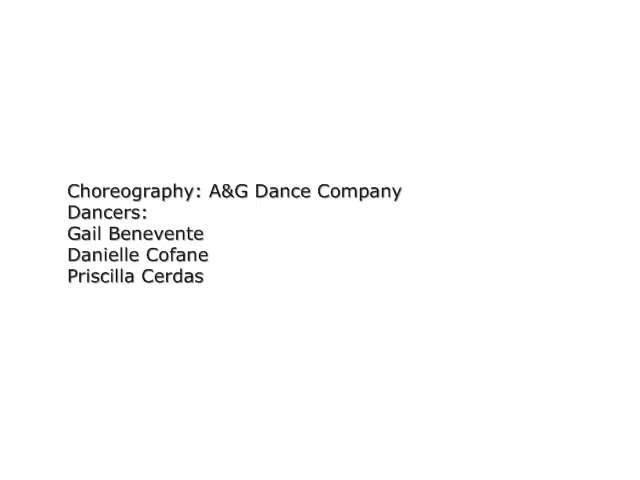 Choreography: A&G Dance Company
Dancers:
Gail Benevente
Danielle Cofane
Priscilla Cerdas